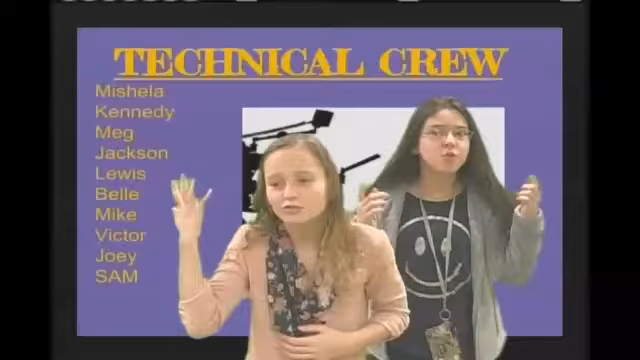 TECHNICAL CREW
Mishela
Kennedy
Meg
Jackson
Lewis
Belle
Mike
Victor
Joey
SAM